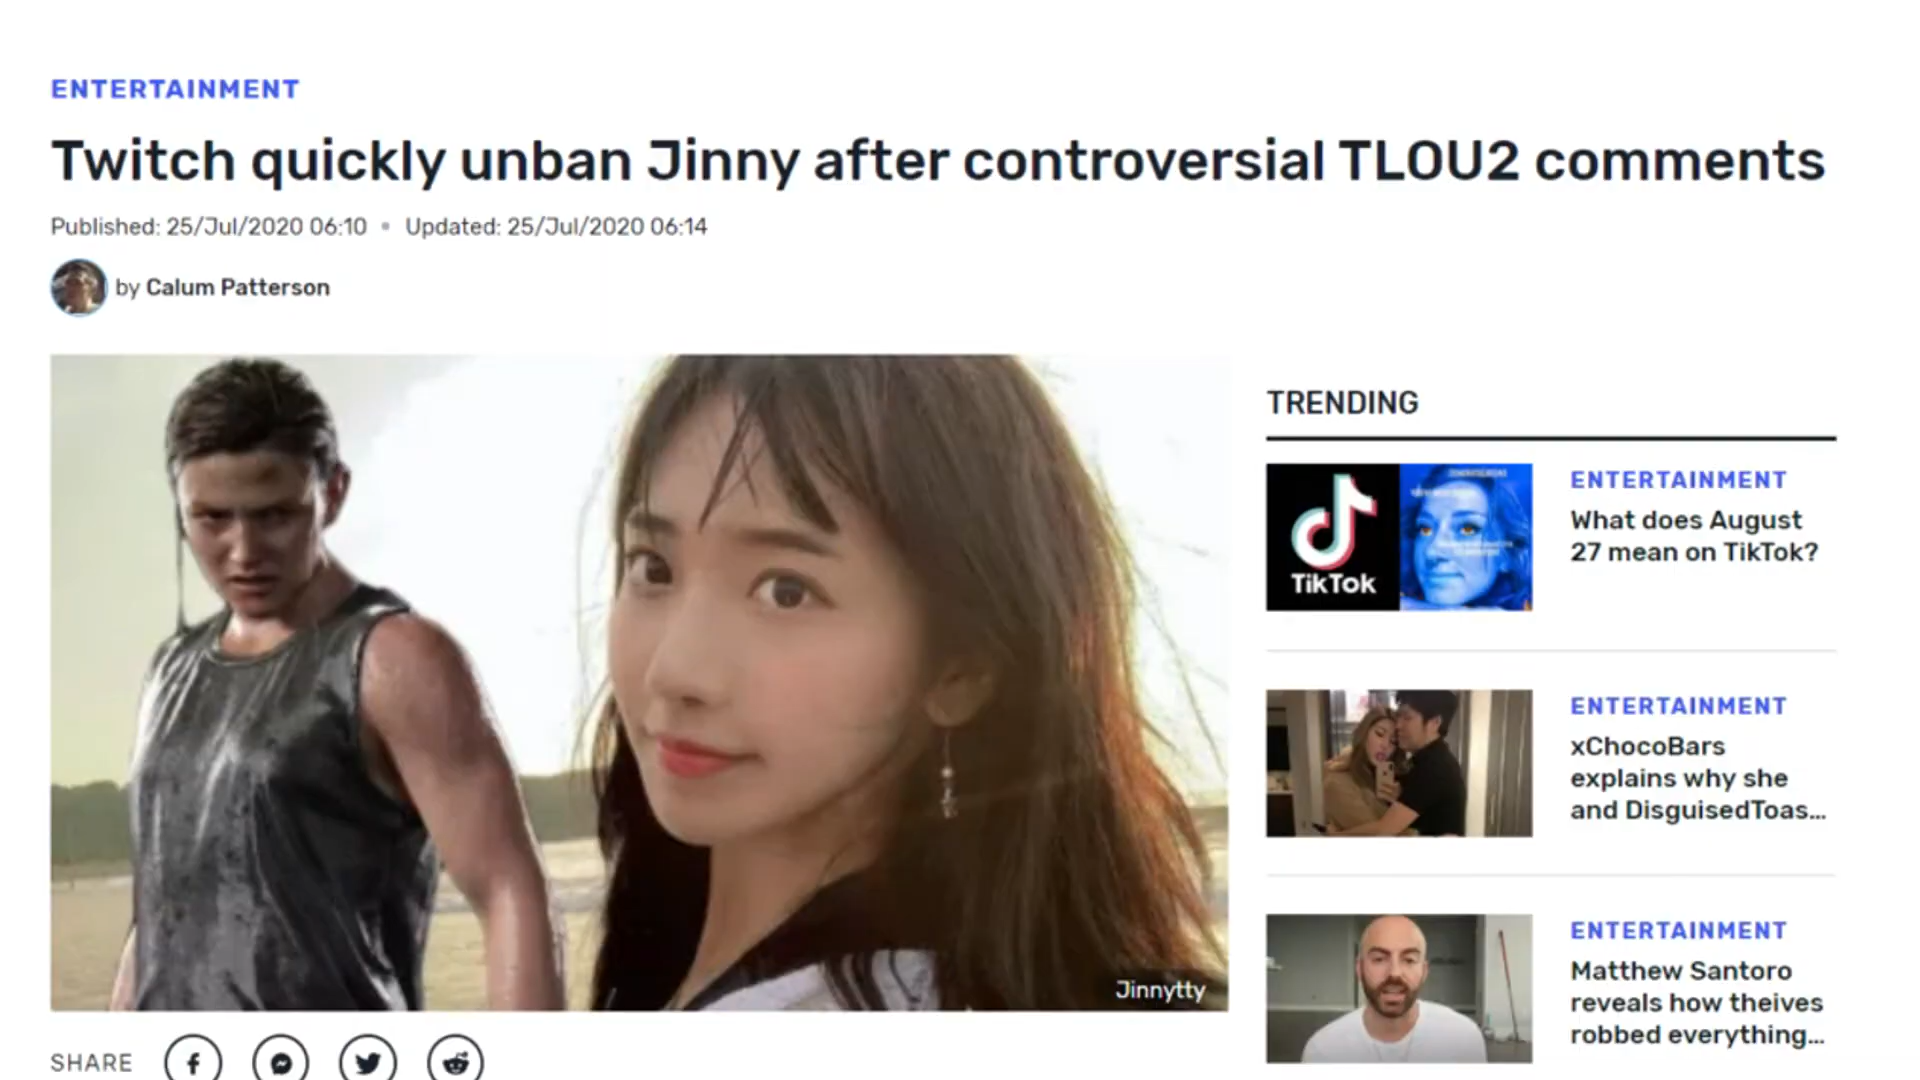 ENTERTAINMENT
Twitch quickly unban Jinny after controversial TLOU2 comments
Published: 25/Jul/2020 06:10 • Updated: 25/Jul/2020 06:14
by Calum Patterson
Jinnytty
SHARE
TRENDING
TikTok
ENTERTAINMENT
What does August
27 mean on TikTok?
ENTERTAINMENT
xChocoBars
explains why she
and DisguisedToas...
ENTERTAINMENT
Matthew Santoro
reveals how theives
robbed everything...